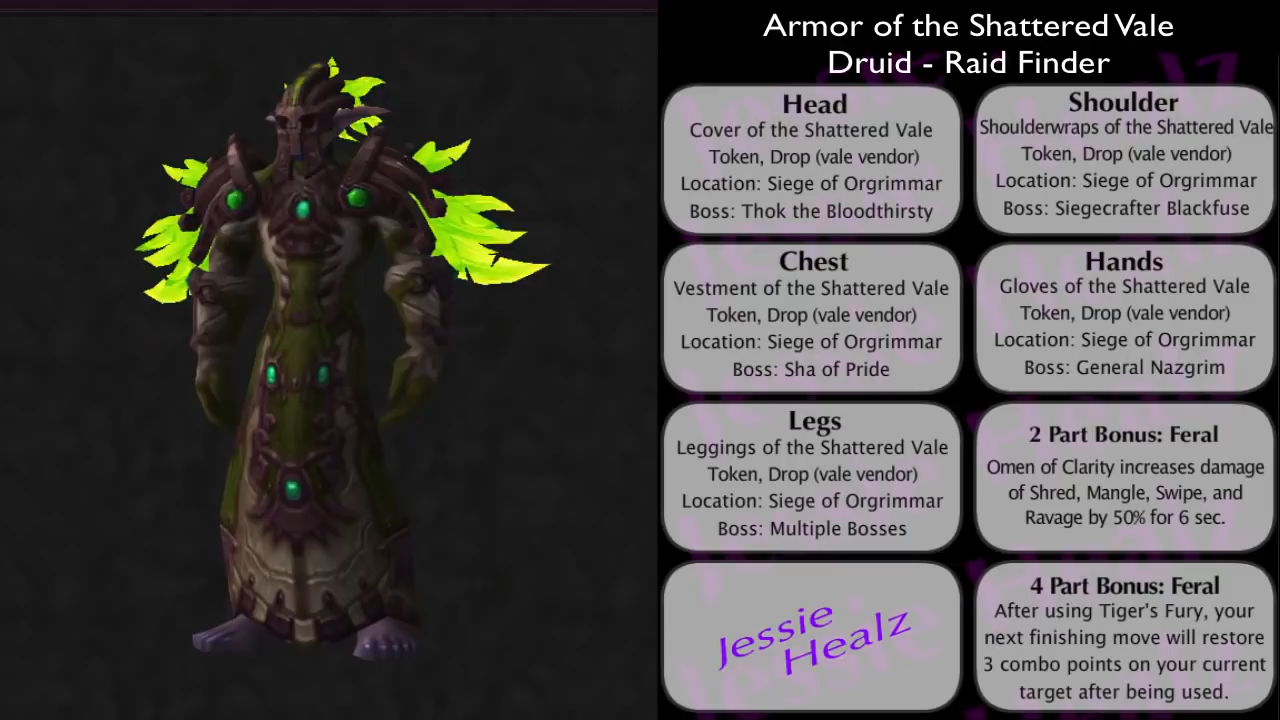 Armor of the Shattered Vale
Druid - Raid Finder
Head
Cover of the Shattered Vale
Token, Drop (vale vendor)
Location: Siege of Orgrimmar
Boss: Thok the Bloodthirsty
Shoulder
Shoulderwraps of the Shattered Vale
Token, Drop (vale vendor)
Location: Siege of Orgrimmar
Boss: Siegecrafter Blackfuse
Chest
Vestment of the Shattered Vale
Token, Drop (vale vendor)
Location: Siege of Orgrimmar
Boss: Sha of Pride
Hands
Gloves of the Shattered Vale
Token, Drop (vale vendor)
Location: Siege of Orgrimmar
Boss: General Nazgrim
Legs
Leggings of the Shattered Vale
Token, Drop (vale vendor)
Location: Siege of Orgrimmar
Boss: Multiple Bosses
2 Part Bonus: Feral
Omen of Clarity increases damage
of Shred, Mangle, Swipe, and
Ravage by 50% for 6 sec.
Jessie
Healz
4 Part Bonus: Feral
After using Tiger's Fury, your
next finishing move will restore
3 combo points on your current
target after being used.